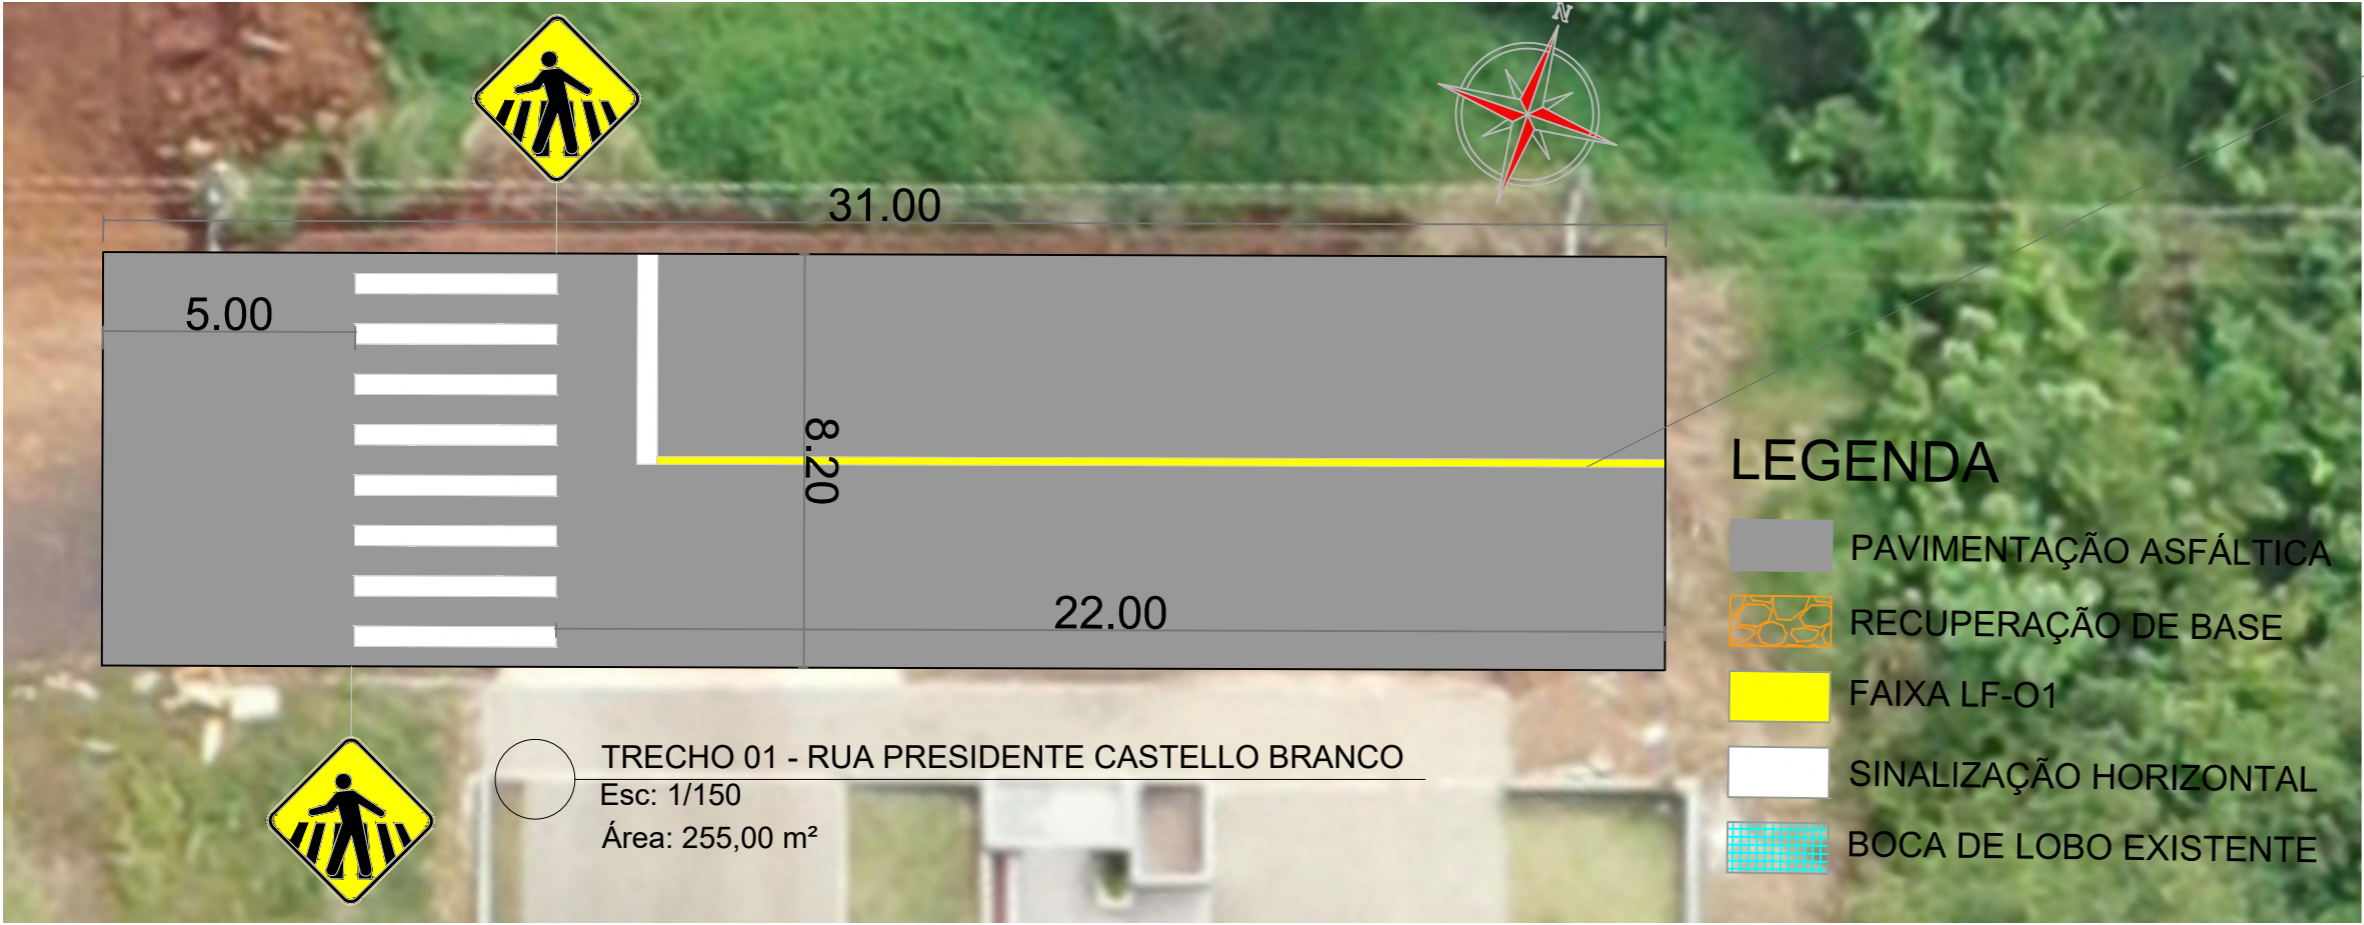 N
31.00
5.00
8.20
22.00
LEGENDA
PAVIMENTAÇÃO ASFÁLTICA
RECUPERAÇÃO DE BASE
FAIXA LF-O1
SINALIZAÇÃO HORIZONTAL
BOCA DE LOBO EXISTENTE
TRECHO 01 - RUA PRESIDENTE CASTELLO BRANCO
Esc: 1/150
Área: 255,00 m²